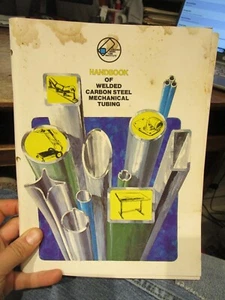 HANDBOOK
OF
WELDED
CARBON STEEL
MECHANICAL
TUBING